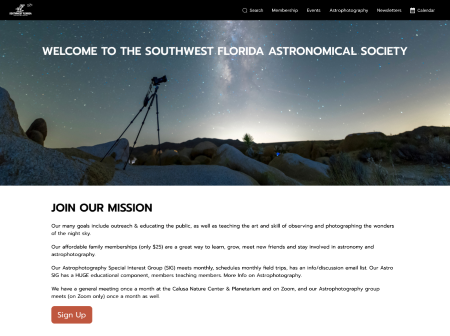 SOUTHWEST FLORIDA
Search
Membership
Events
Astrophotography
Newsletters
Calendar
WELCOME TO THE SOUTHWEST FLORIDA ASTRONOMICAL SOCIETY
JOIN OUR MISSION
Our many goals include outreach & educating the public, as well as teaching the art and skill of observing and photographing the wonders
of the night sky.
Our affordable family memberships (only $25) are a great way to learn, grow, meet new friends and stay involved in astronomy and
astrophotography.
Our Astrophotography Special Interest Group (SIG) meets monthly, schedules monthly field trips, has an info/discussion email list. Our Astro
SIG has a HUGE educational component, members teaching members. More Info on Astrophotography.
We have a general meeting once a month at the Calusa Nature Center & Planetarium and on Zoom, and our Astrophotography group
meets (on Zoom only) once a month as well.
Sign Up